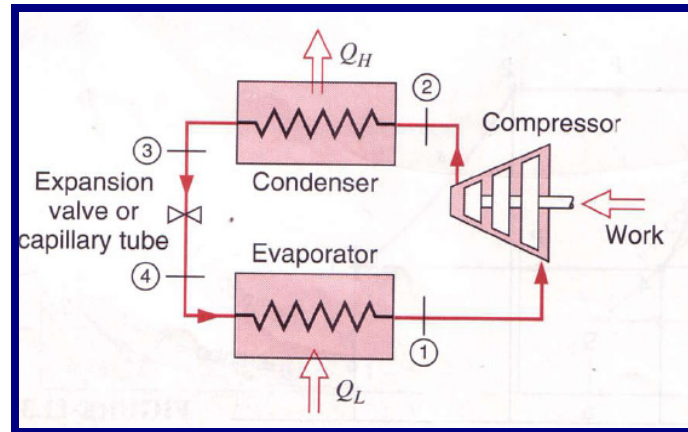 Q_H
②
Compressor
③
Condenser
Expansion
valve or
capillary tube
Work
Evaporator
④
①
Q_L